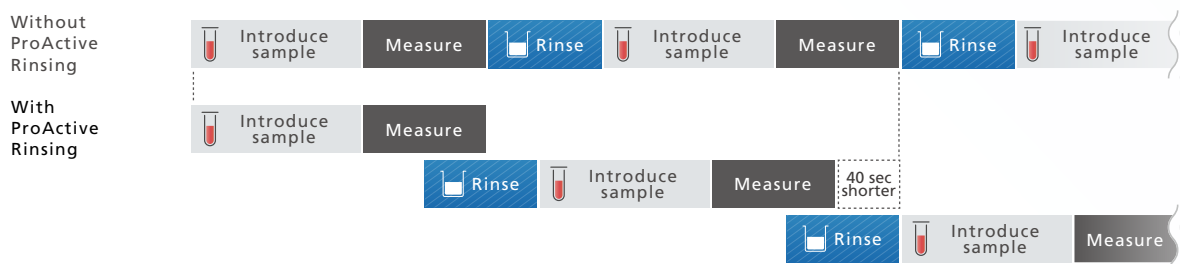 Without
ProActive
Rinsing
Introduce
sample
Measure
Rinse
Introduce
sample
Measure
Rinse
Introduce
sample
With
ProActive
Rinsing
Introduce
sample
Measure
Rinse
Introduce
sample
Measure
40 sec
shorter
Rinse
Introduce
sample
Measure